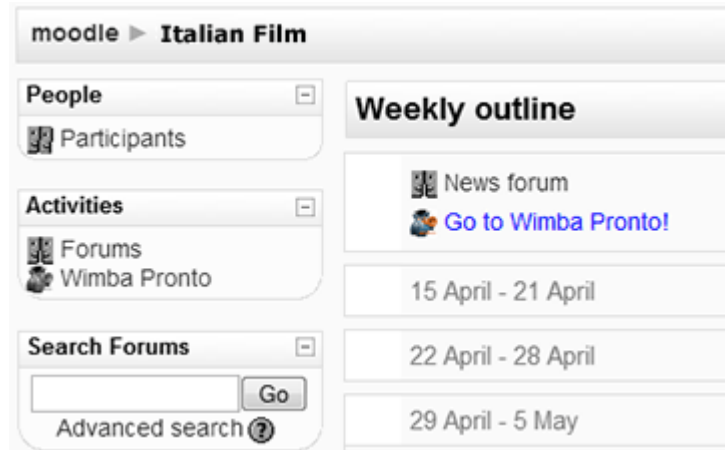 moodle ► Italian Film
People
Participants
Activities
Forums
Wimba Pronto
Search Forums
Go
Advanced search ?
Weekly outline
News forum
Go to Wimba Pronto!
15 April - 21 April
22 April - 28 April
29 April - 5 May